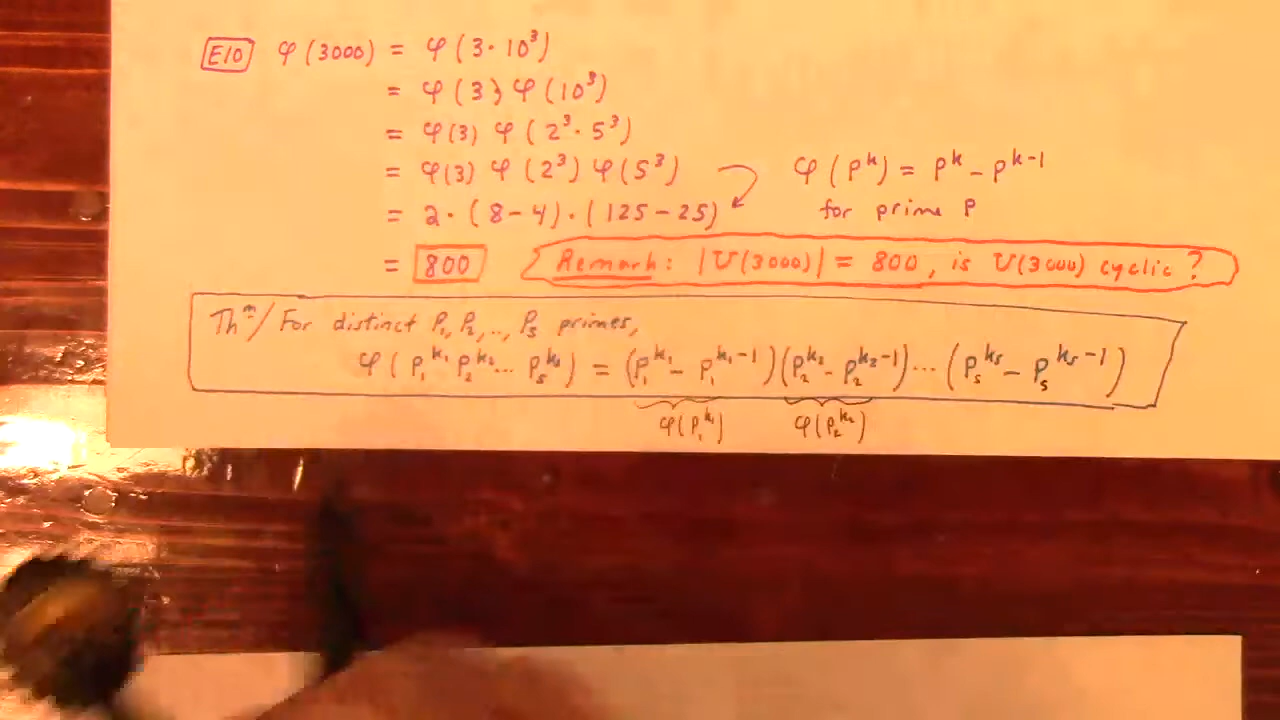 E10 φ(3000) = φ(3·10³)
= φ(3) φ(10³)
= φ(3) φ(2³·5³)
= φ(3) φ(2³) φ(5³) φ(p^k) = p^k - p^{k-1}
= 2·(8-4)·(125-25) for prime p
= 800 Remark: |U(3000)| = 800, is U(3000) cyclic?
Thᵐ/ For distinct P₁, P₂, .., Pₛ primes,
φ(p₁^{k₁} p₂^{k₂} ... pₛ^{kₛ}) = (p₁^{k₁} - p₁^{k₁-1})(p₂^{k₂} - p₂^{k₂-1}) ... (pₛ^{kₛ} - pₛ^{kₛ-1})
φ(p₁^{k₁}) φ(p₂^{k₂})